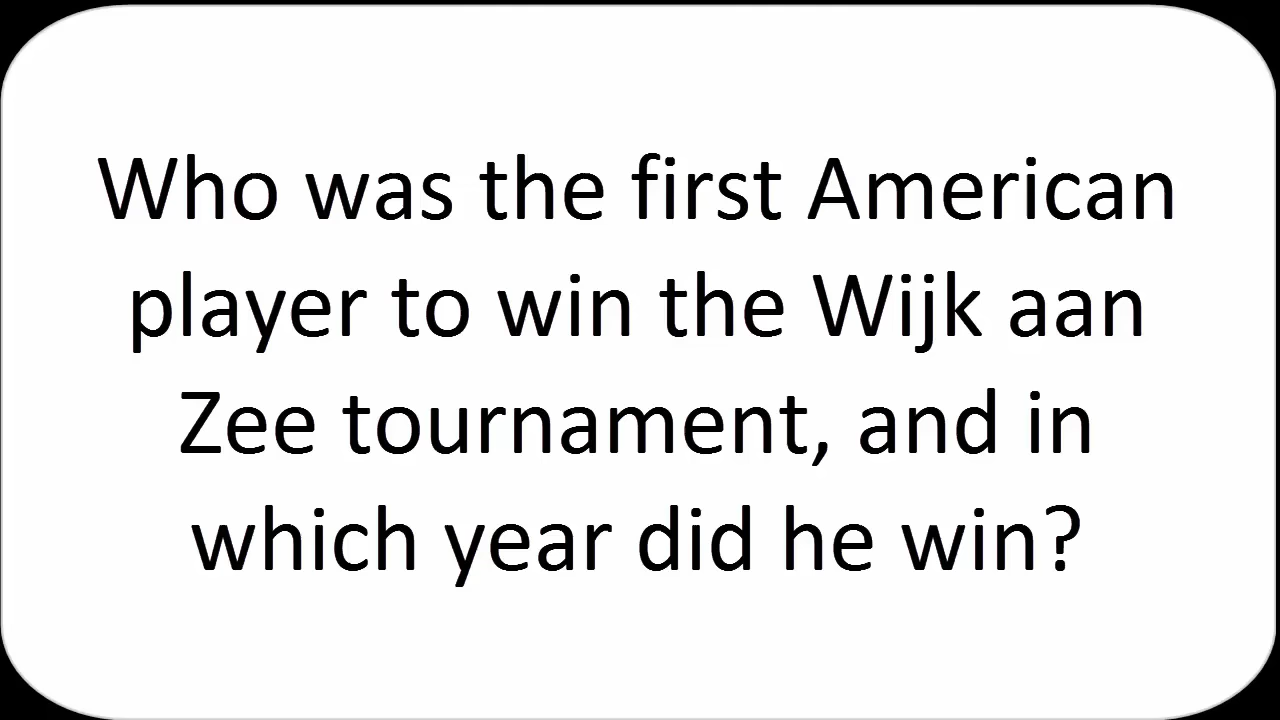 Who was the first American
player to win the Wijk aan
Zee tournament, and in
which year did he win?